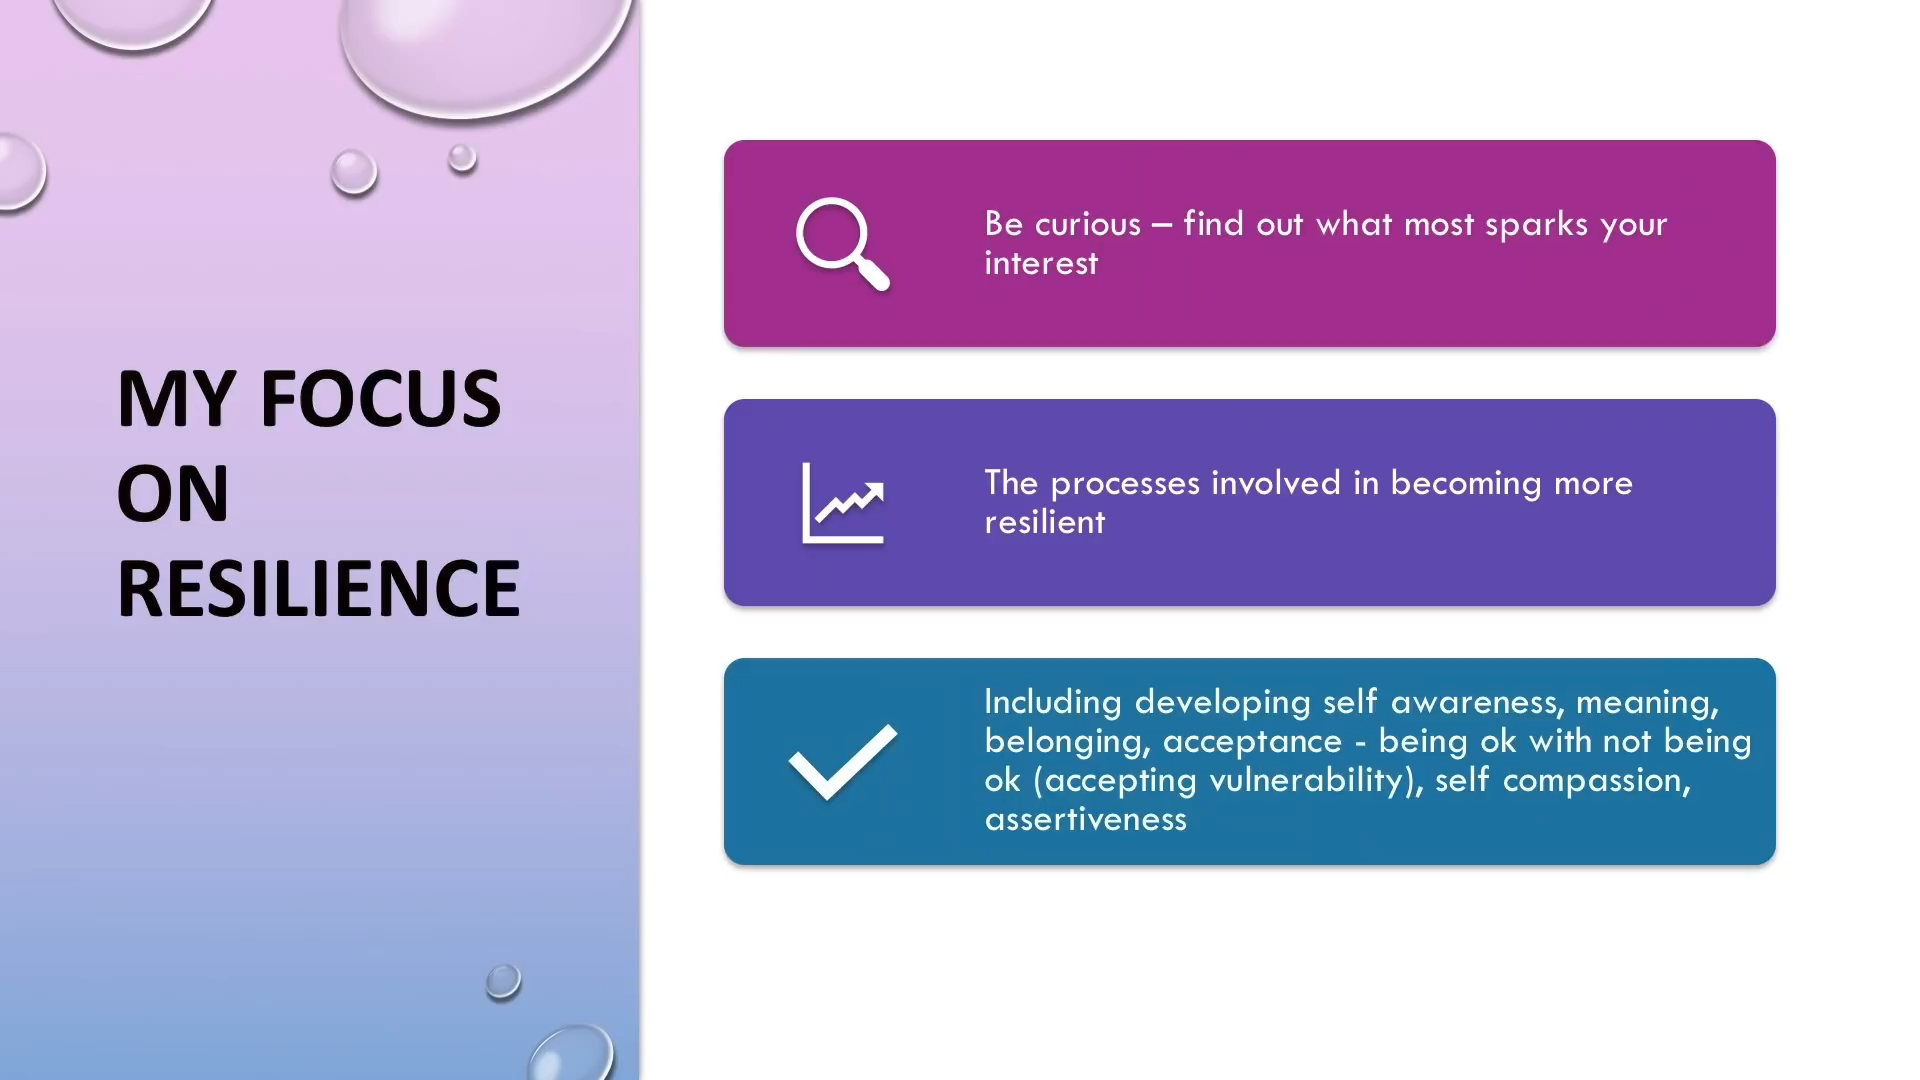 MY FOCUS
ON
RESILIENCE
Be curious – find out what most sparks your
interest
The processes involved in becoming more
resilient
Including developing self awareness, meaning,
belonging, acceptance - being ok with not being
ok (accepting vulnerability), self compassion,
assertiveness